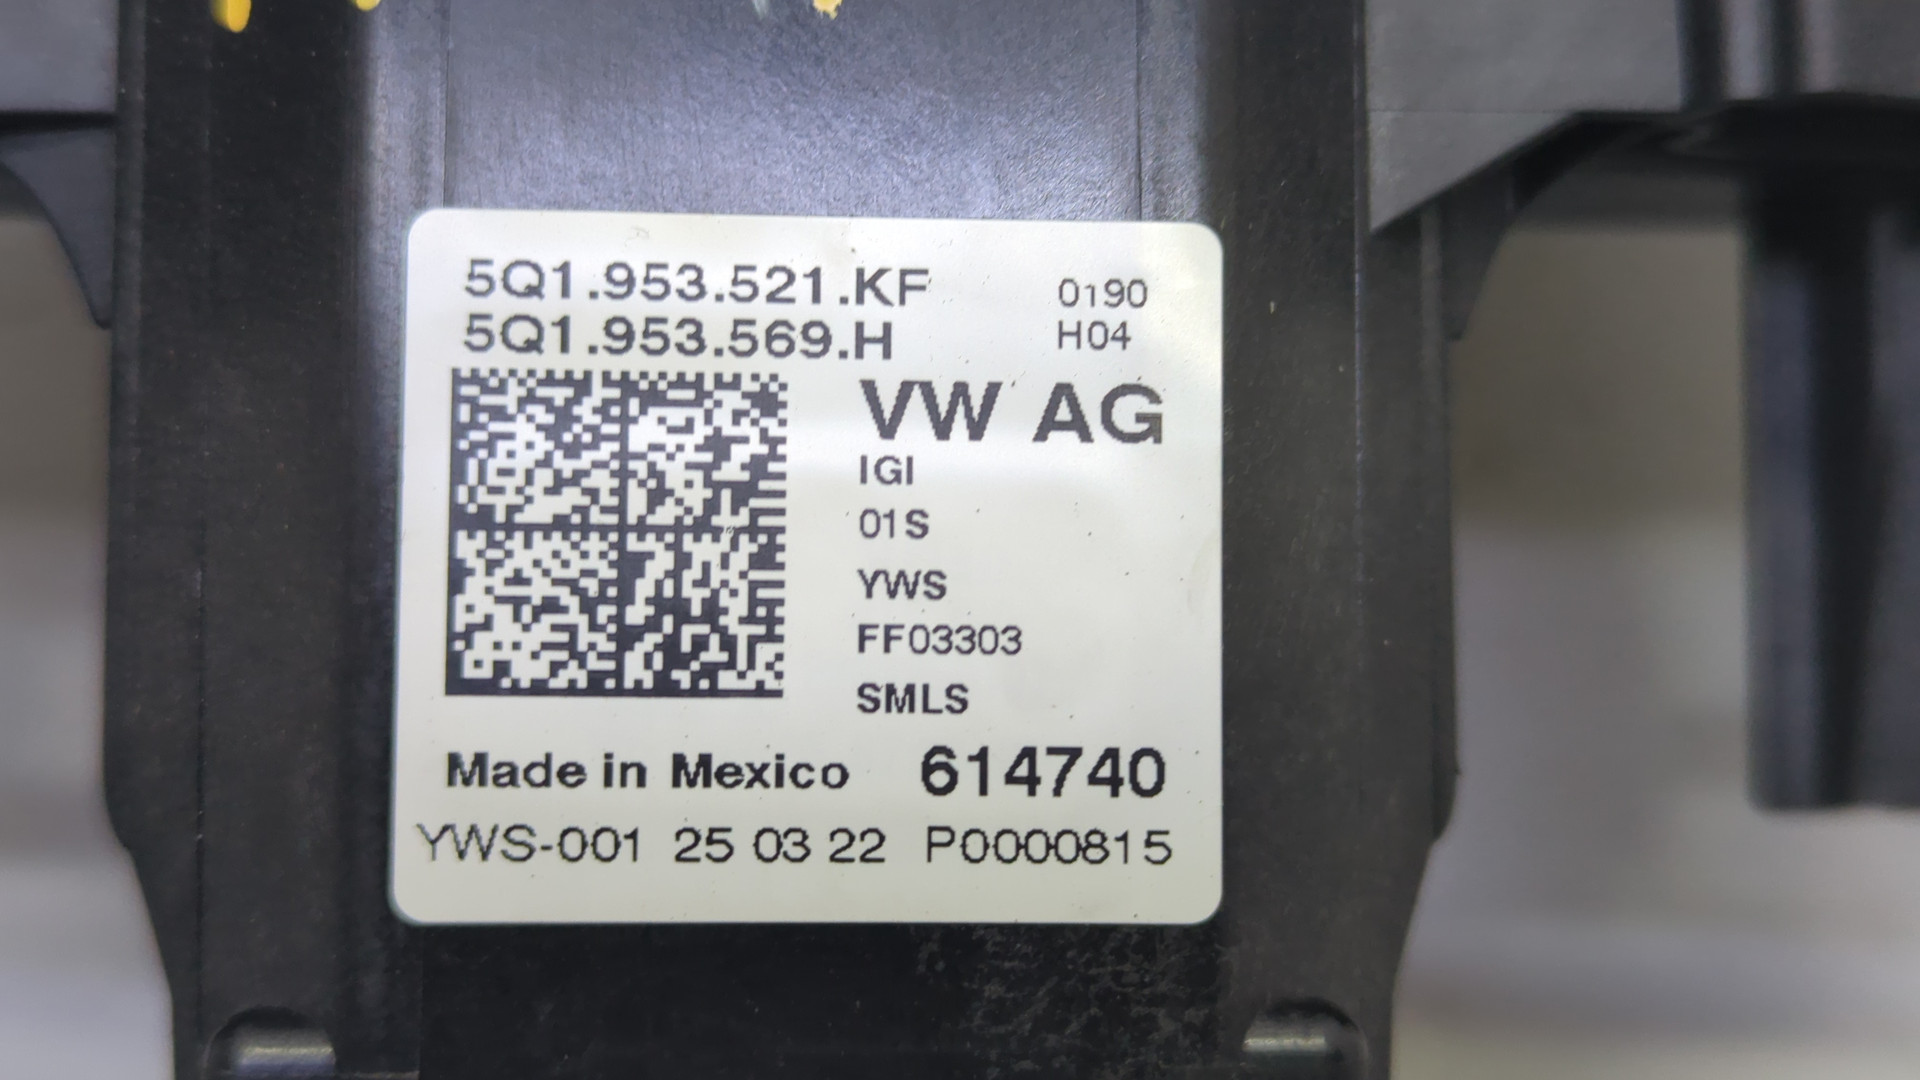 5Q1.953.521.KF 0190
5Q1.953.569.H H04
VW AG
IGI
01S
YWS
FF03303
SMLS
Made in Mexico 614740
YWS-001 25 03 22 P0000815